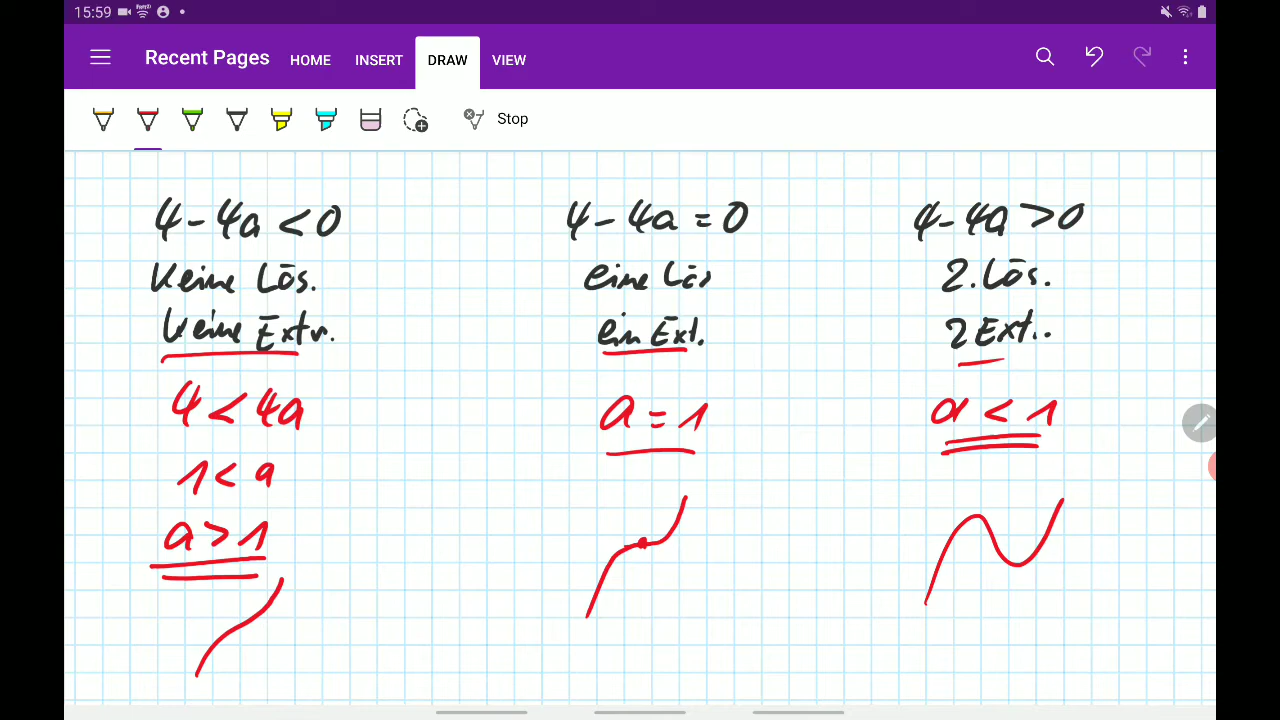 15:59
Recent Pages HOME INSERT DRAW VIEW
Stop
4-4a<0
keine Lös.
keine Extr.
4<4a
1<a
a>1
4-4a=0
eine Lös
ein Ext.
a=1
4-4a>0
2.Lös.
2 Ext..
a<1